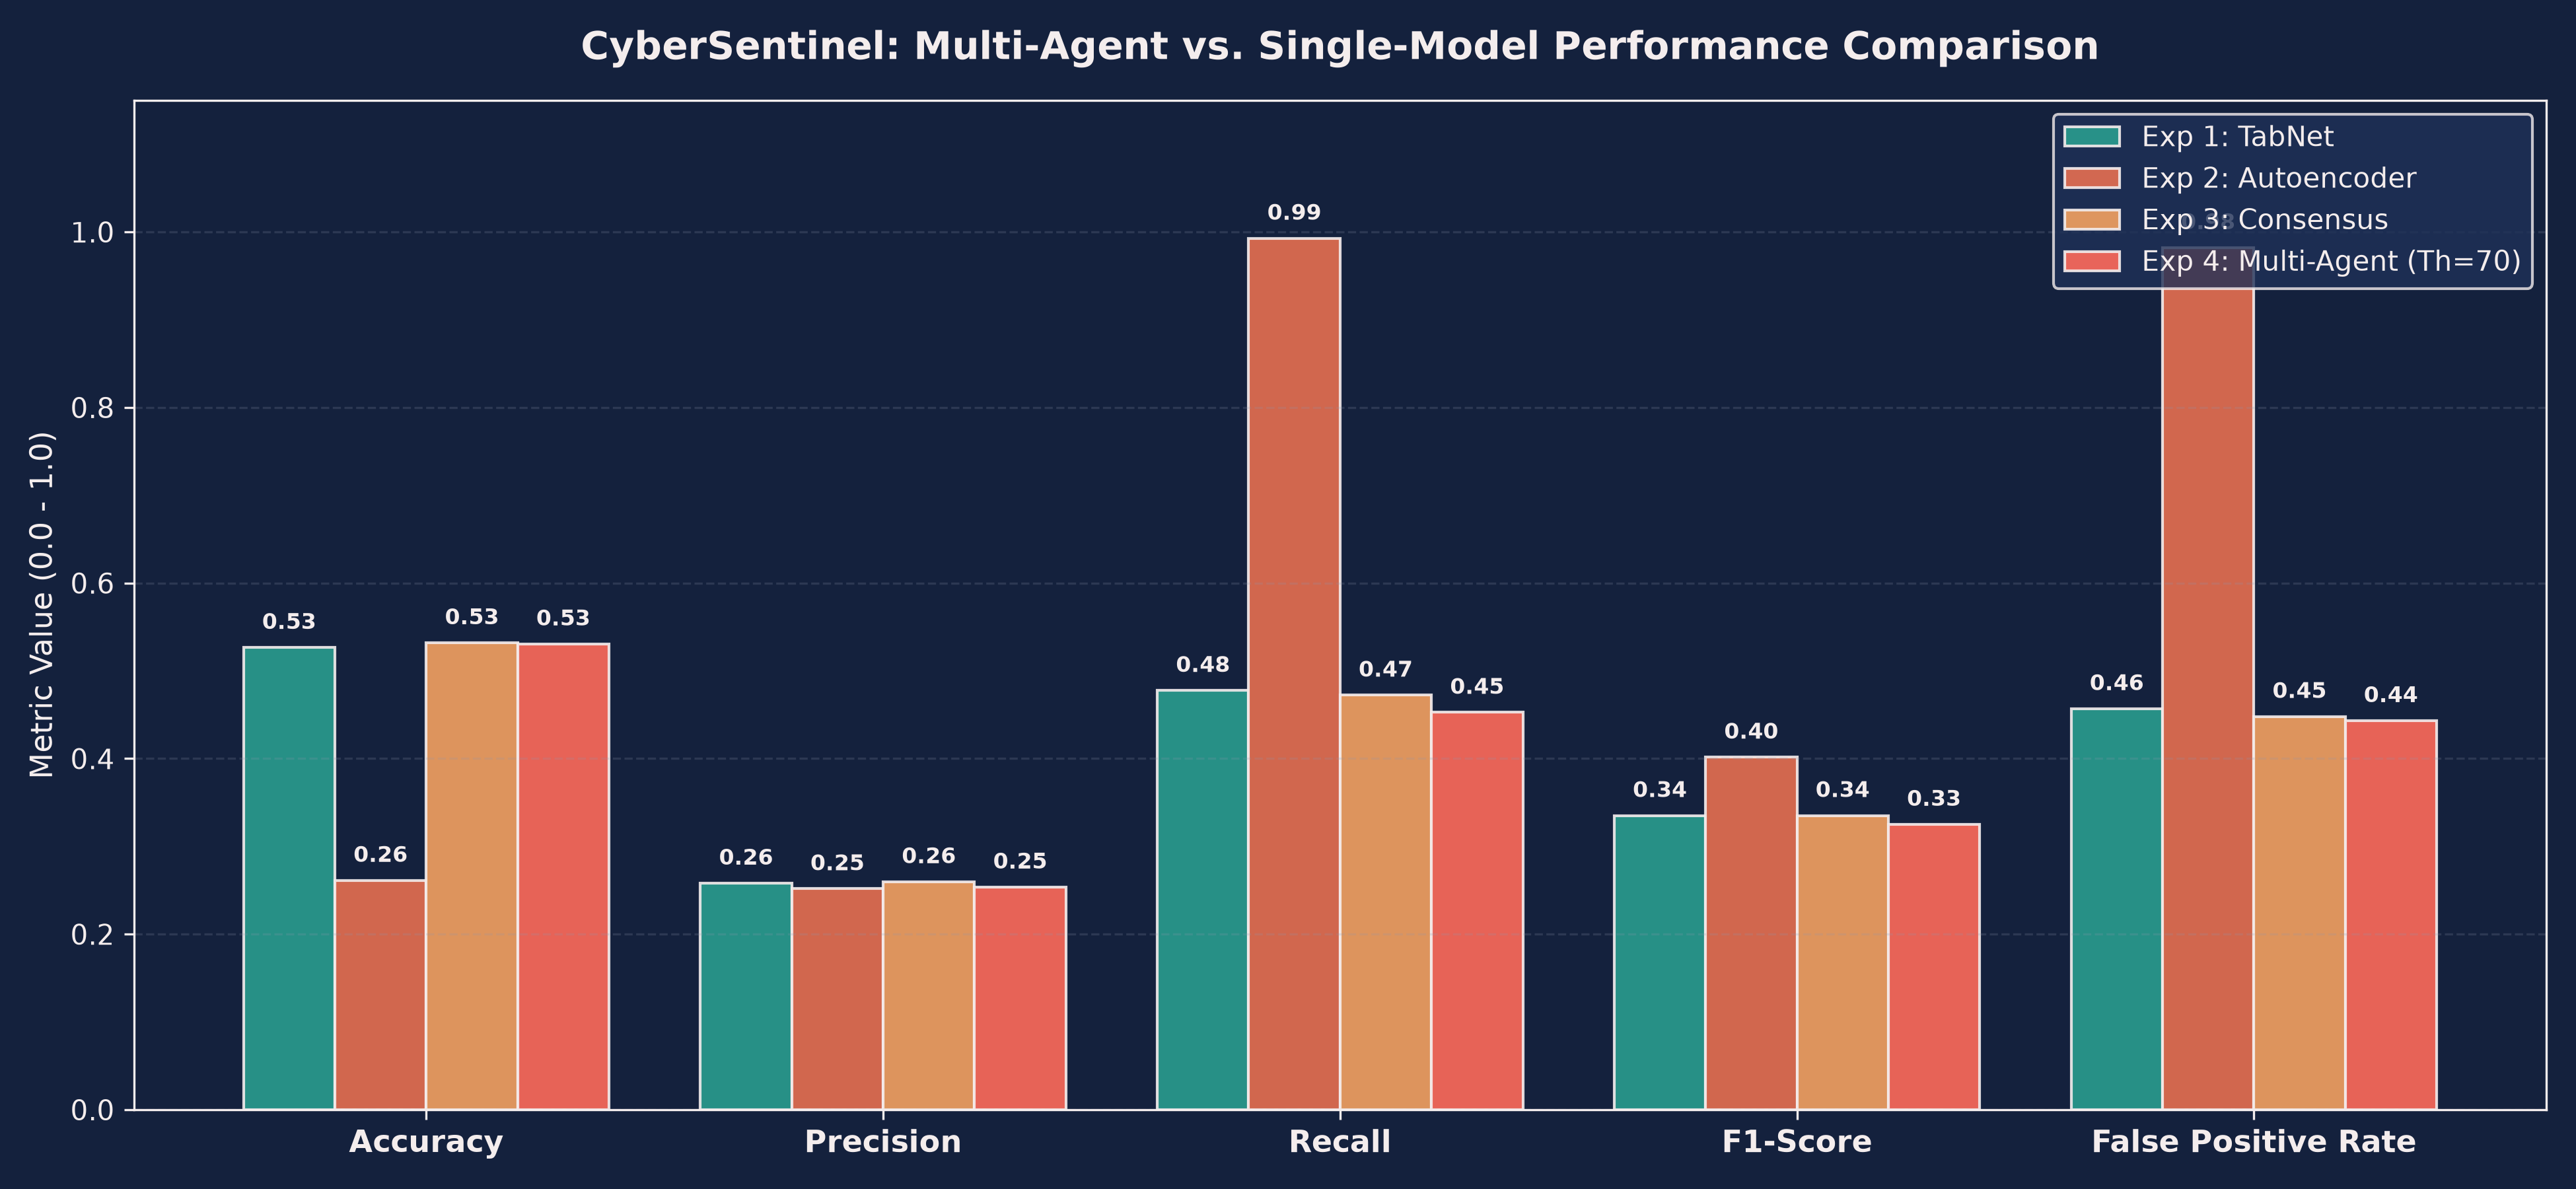 CyberSentinel: Multi-Agent vs. Single-Model Performance Comparison
Exp 1: TabNet
Exp 2: Autoencoder
Exp 3: Consensus
Exp 4: Multi-Agent (Th=70)
Metric Value (0.0 - 1.0)
1.0
0.8
0.6
0.4
0.2
0.0
0.53
0.26
0.53
0.53
0.26
0.25
0.26
0.25
0.48
0.99
0.47
0.45
0.34
0.40
0.34
0.33
0.46
0.98
0.45
0.44
Accuracy
Precision
Recall
F1-Score
False Positive Rate